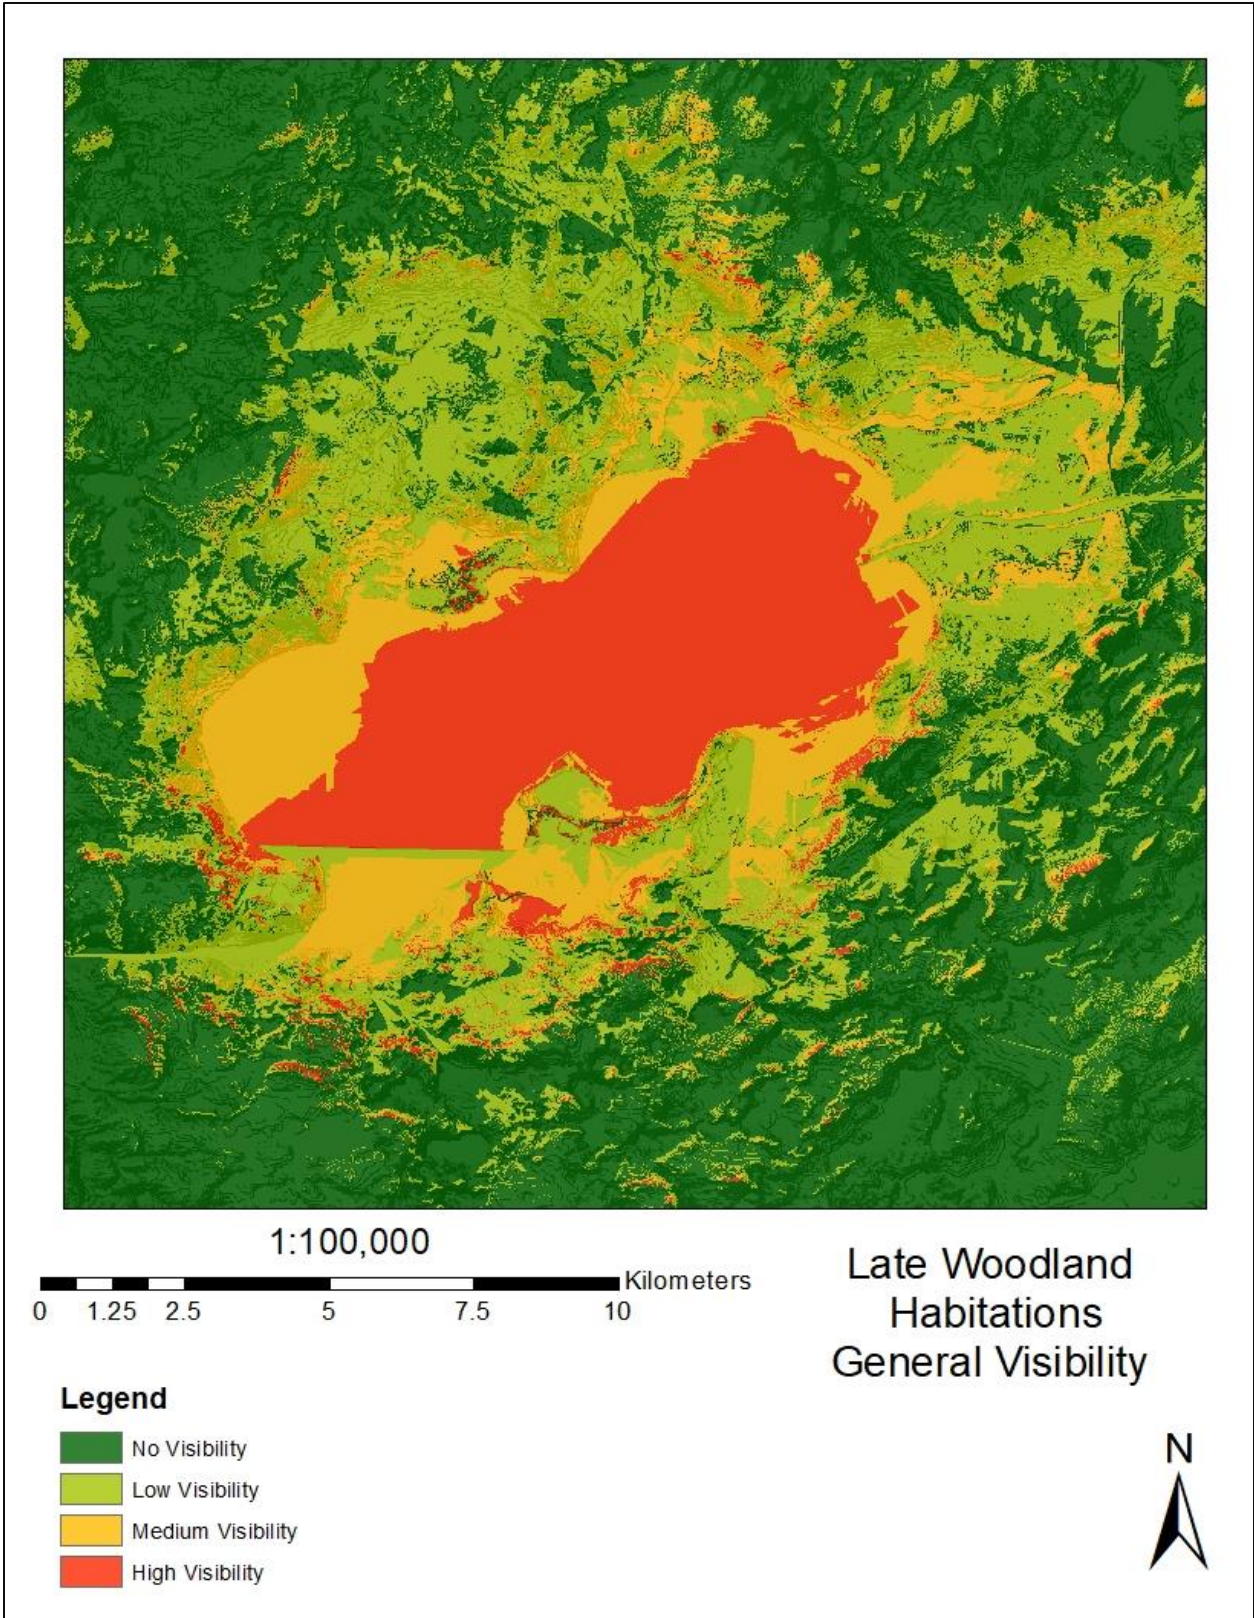 1:100,000
Kilometers
0 1.25 2.5 5 7.5 10
Late Woodland
Habitations
General Visibility
Legend
No Visibility
Low Visibility
Medium Visibility
High Visibility
N